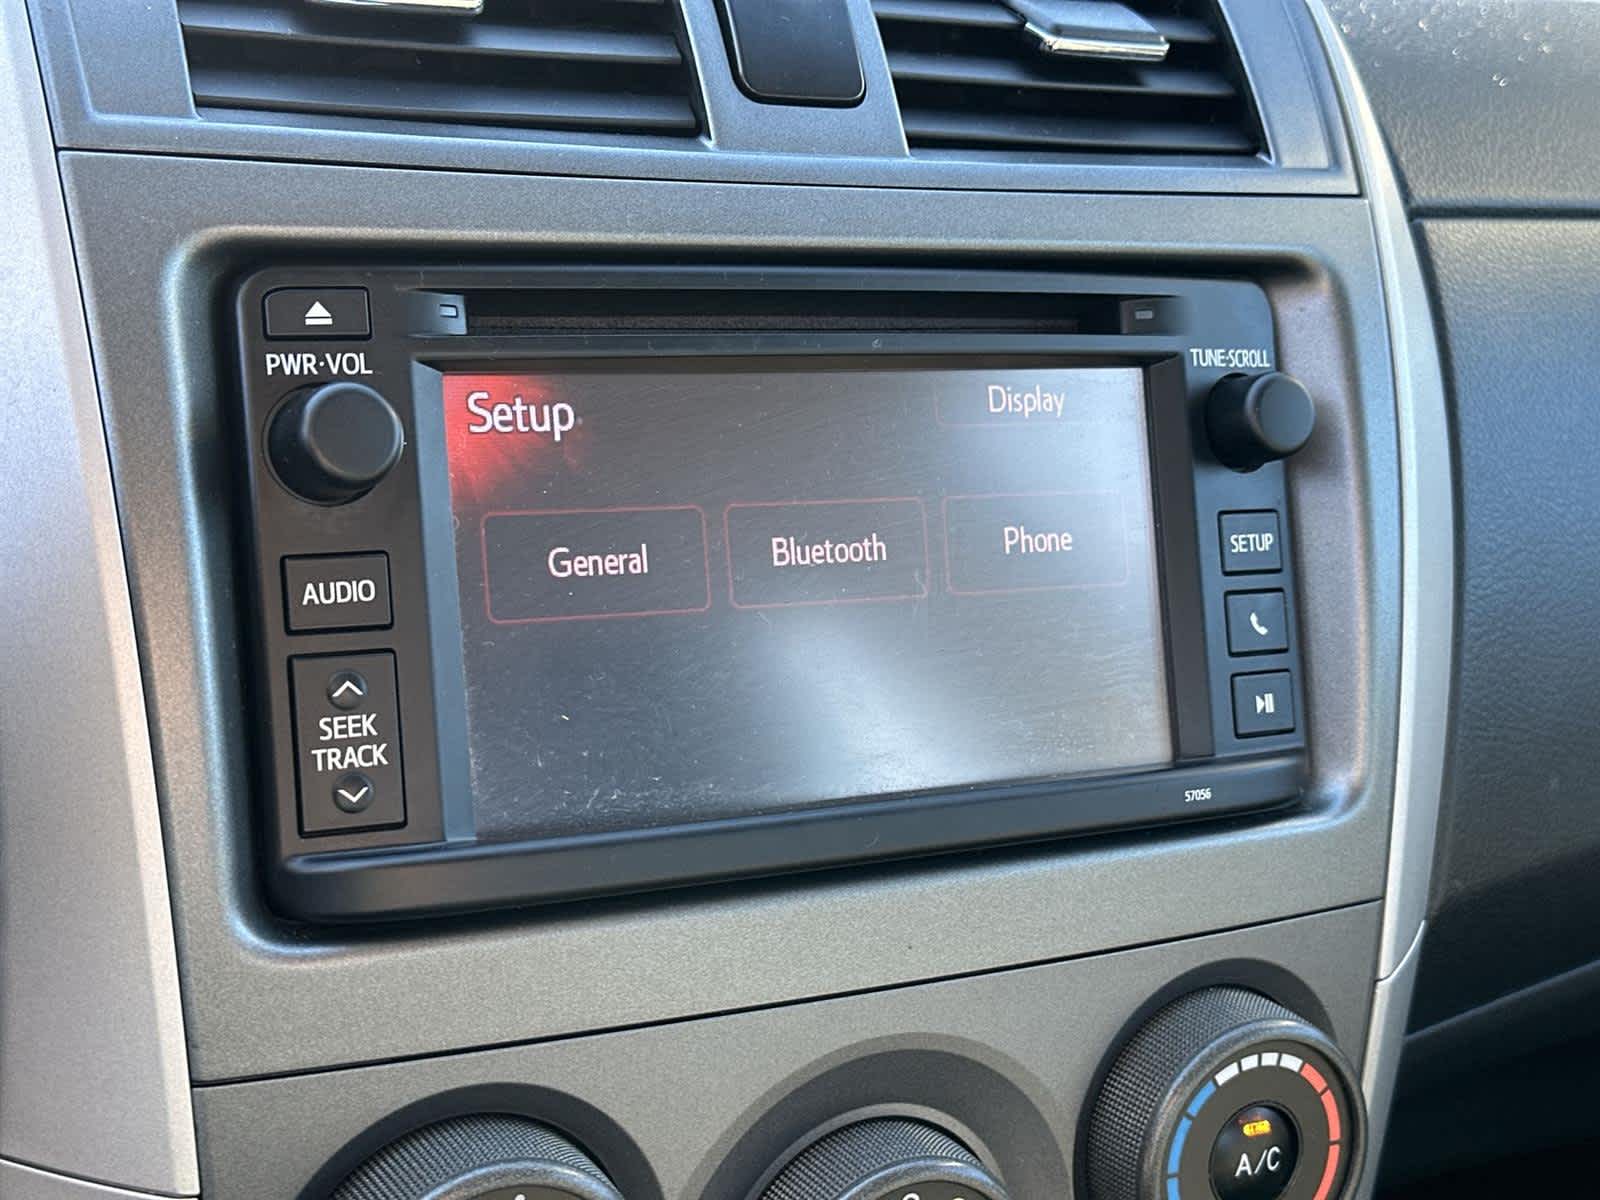 PWR·VOL
TUNE·SCROLL
Setup
Display
General
Bluetooth
Phone
AUDIO
SEEK
TRACK
SETUP
57056
A/C